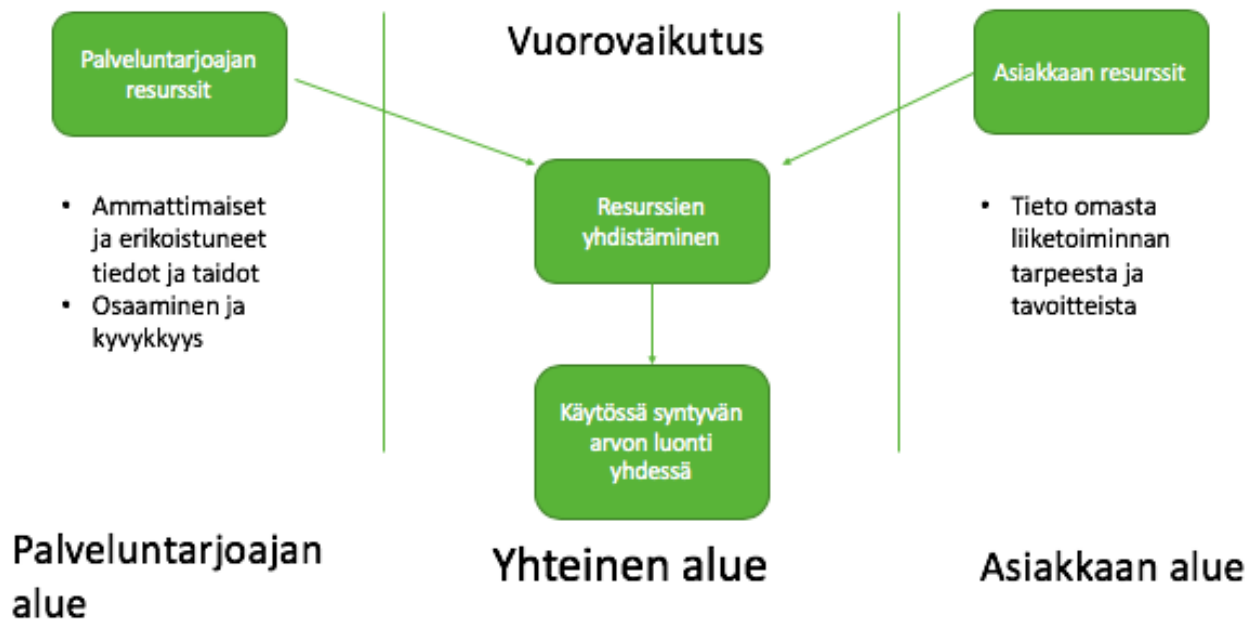 Vuorovaikutus
Palveluntarjoajan
resurssit
Asiakkaan resurssit
Resurssien
yhdistäminen
• Ammattimaiset
ja erikoistuneet
tiedot ja taidot
• Osaaminen ja
kyvykkyys
• Tieto omasta
liiketoiminnan
tarpeesta ja
tavoitteista
Käytössä syntyvän
arvon luonti
yhdessä
Palveluntarjoajan
alue
Yhteinen alue
Asiakkaan alue